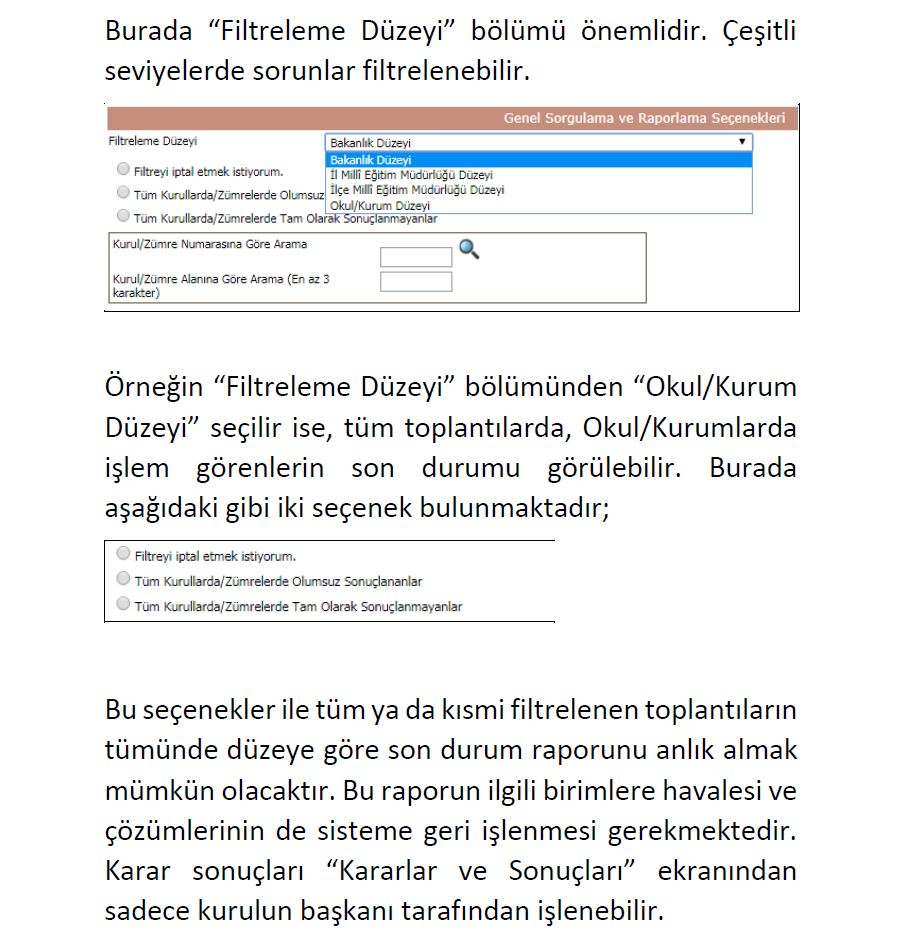 Burada “Filtreleme Düzeyi” bölümü önemlidir. Çeşitli
seviyelerde sorunlar filtrelenebilir.
Genel Sorgulama ve Raporlama Seçenekleri
Filtreleme Düzeyi
Bakanlık Düzeyi
Bakanlık Düzeyi
İl Millî Eğitim Müdürlüğü Düzeyi
İlçe Millî Eğitim Müdürlüğü Düzeyi
Okul/Kurum Düzeyi
Filtreyi iptal etmek istiyorum.
Tüm Kurullarda/Zümrelerde Olumsuz
Tüm Kurullarda/Zümrelerde Tam Olarak Sonuçlanmayanlar
Kurul/Zümre Numarasına Göre Arama
Kurul/Zümre Alanına Göre Arama (En az 3
karakter)
Örneğin “Filtreleme Düzeyi” bölümünden “Okul/Kurum
Düzeyi” seçilir ise, tüm toplantılarda, Okul/Kurumlarda
işlem görenlerin son durumu görülebilir. Burada
aşağıdaki gibi iki seçenek bulunmaktadır;
Filtreyi iptal etmek istiyorum.
Tüm Kurullarda/Zümrelerde Olumsuz Sonuçlananlar
Tüm Kurullarda/Zümrelerde Tam Olarak Sonuçlanmayanlar
Bu seçenekler ile tüm ya da kısmi filtrelenen toplantıların
tümünde düzeye göre son durum raporunu anlık almak
mümkün olacaktır. Bu raporun ilgili birimlere havalesi ve
çözümlerinin de sisteme geri işlenmesi gerekmektedir.
Karar sonuçları “Kararlar ve Sonuçları” ekranından
sadece kurulun başkanı tarafından işlenebilir.